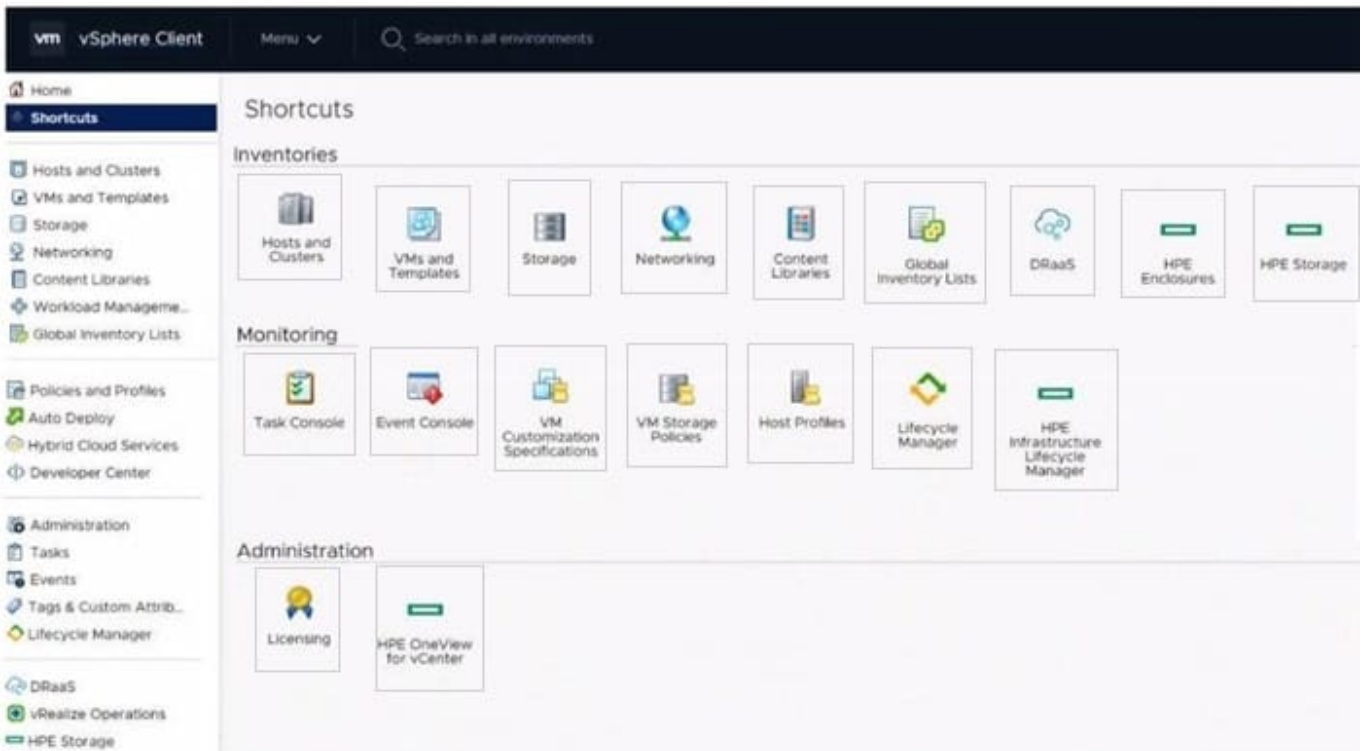 vm vSphere Client Menu Search in all environments
Home
Shortcuts
Hosts and Clusters
VMs and Templates
Storage
Networking
Content Libraries
Workload Manageme...
Global Inventory Lists
Policies and Profiles
Auto Deploy
Hybrid Cloud Services
Developer Center
Administration
Tasks
Events
Tags & Custom Attrib...
Lifecycle Manager
DRaaS
vRealize Operations
HPE Storage
Shortcuts
Inventories
Hosts and
Clusters
VMs and
Templates
Storage
Networking
Content
Libraries
Global
Inventory Lists
DRaaS
HPE
Enclosures
HPE Storage
Monitoring
Task Console
Event Console
VM
Customization
Specifications
VM Storage
Policies
Host Profiles
Lifecycle
Manager
HPE
Infrastructure
Lifecycle
Manager
Administration
Licensing
HPE OneView
for vCenter